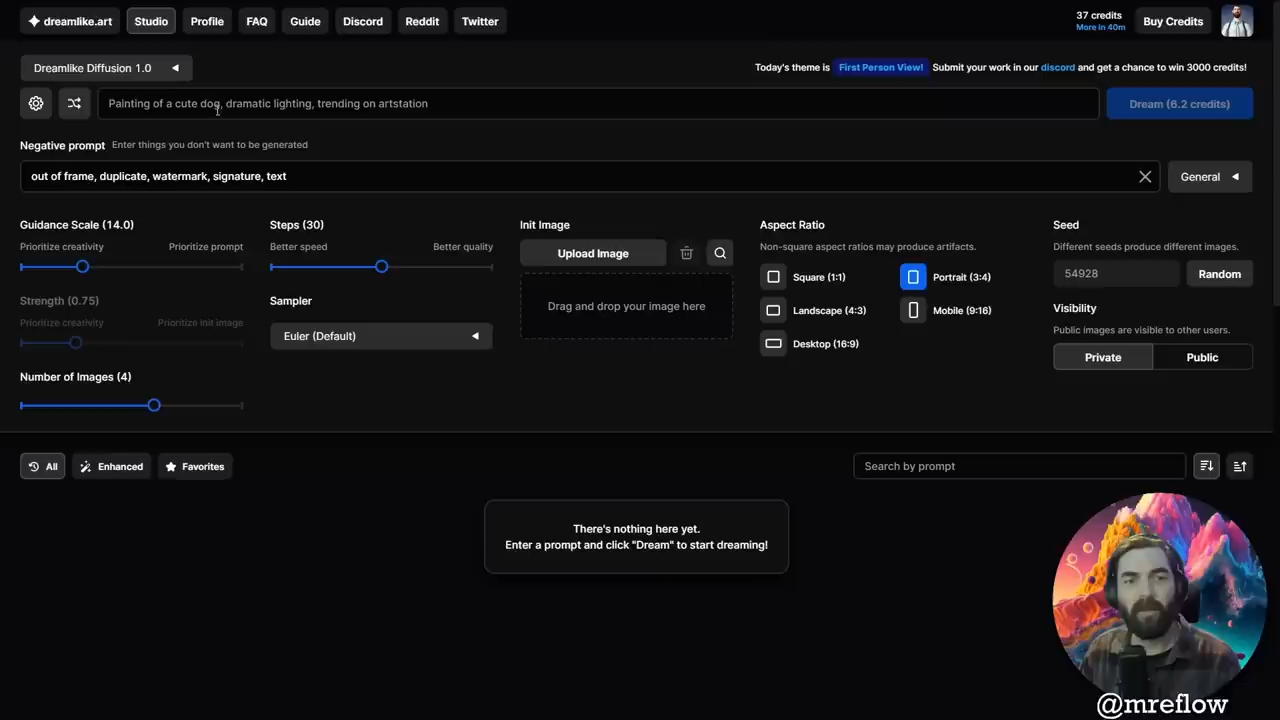 dreamlike.art Studio Profile FAQ Guide Discord Reddit Twitter
37 credits
More in 40m
Buy Credits
Dreamlike Diffusion 1.0
Today's theme is First Person View! Submit your work in our discord and get a chance to win 3000 credits!
Painting of a cute dog, dramatic lighting, trending on artstation
Dream (6.2 credits)
Negative prompt Enter things you don't want to be generated
out of frame, duplicate, watermark, signature, text
General
Guidance Scale (14.0)
Prioritize creativity Prioritize prompt
Strength (0.75)
Prioritize creativity Prioritize init image
Number of Images (4)
Steps (30)
Better speed Better quality
Sampler
Euler (Default)
Init Image
Upload Image
Drag and drop your image here
Aspect Ratio
Non-square aspect ratios may produce artifacts.
Square (1:1) Portrait (3:4)
Landscape (4:3) Mobile (9:16)
Desktop (16:9)
Seed
Different seeds produce different images.
54928 Random
Visibility
Public images are visible to other users.
Private Public
All Enhanced Favorites
Search by prompt
There's nothing here yet.
Enter a prompt and click "Dream" to start dreaming!
@mreflow